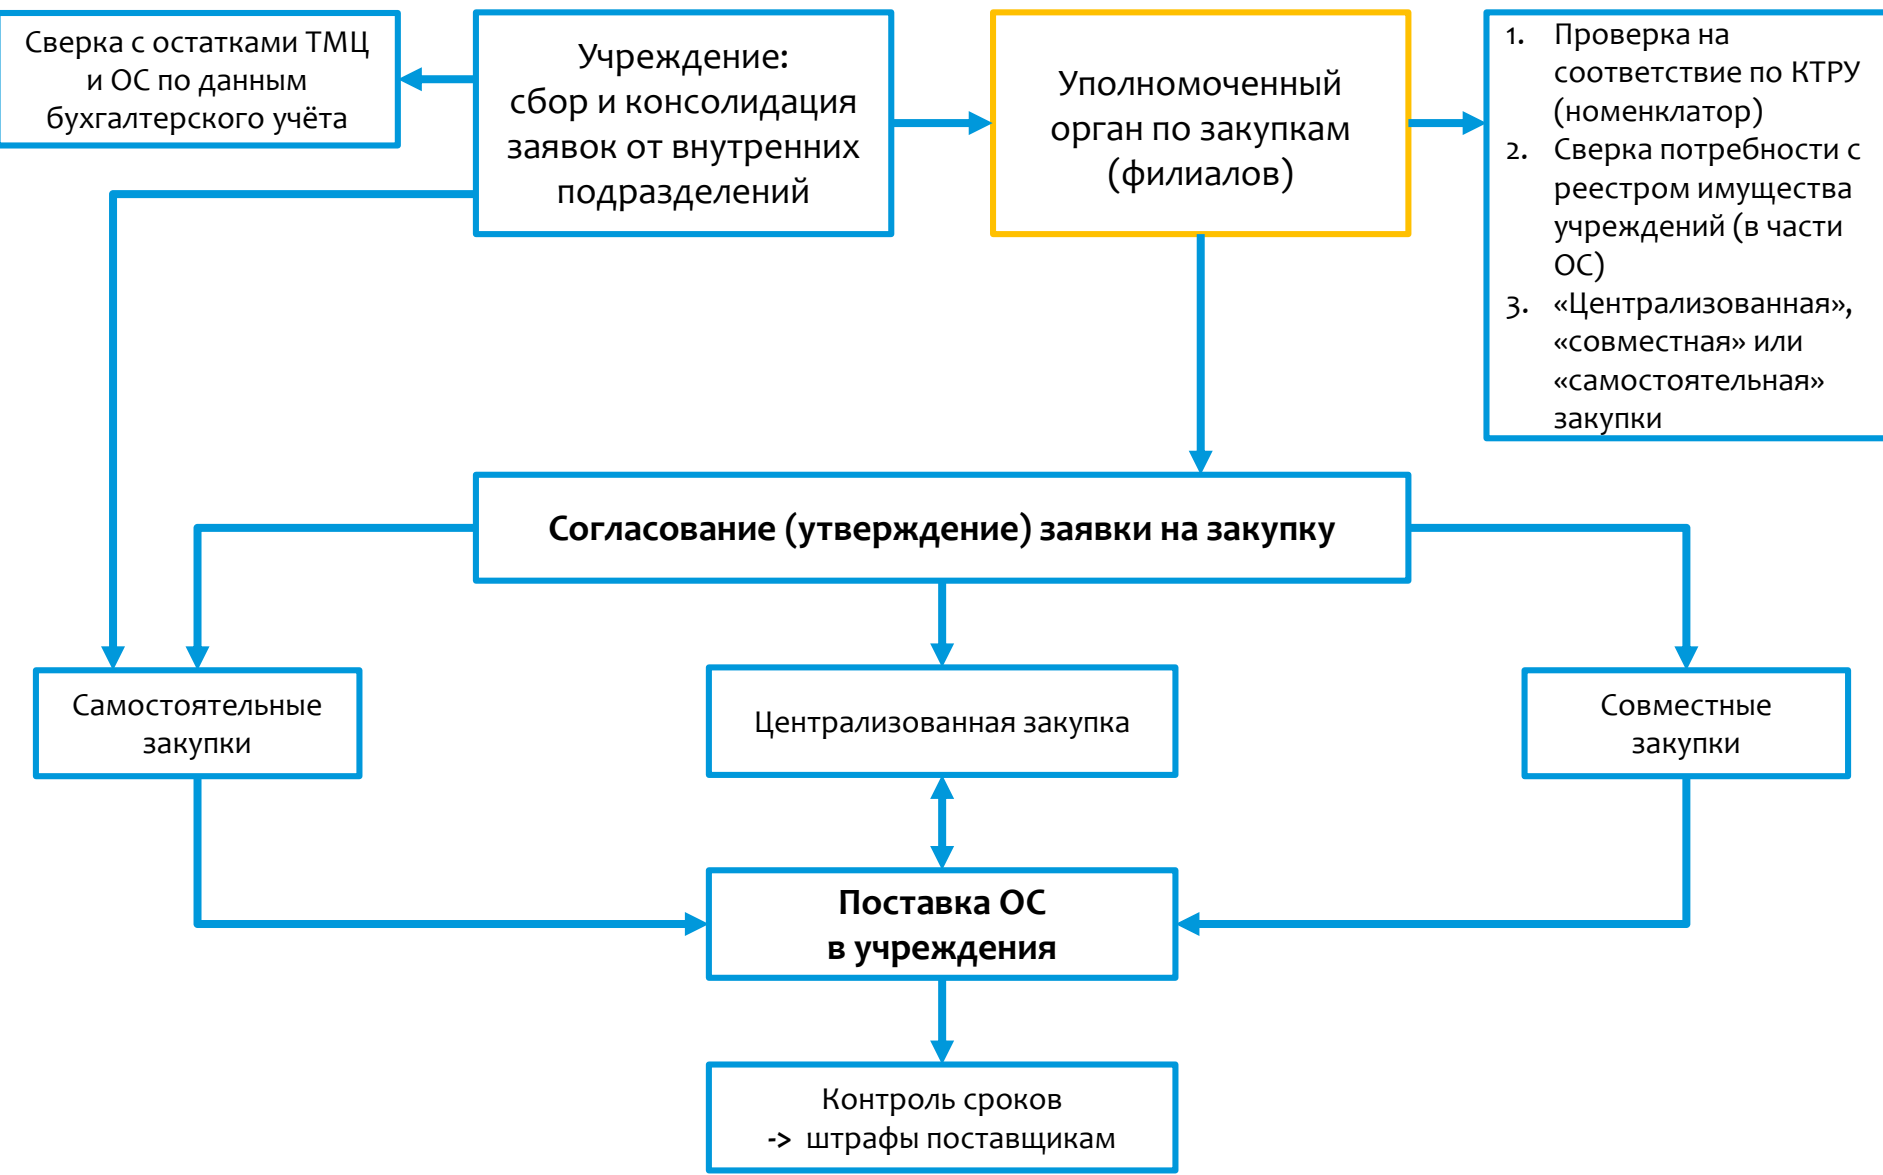 Сверка с остатками ТМЦ
и ОС по данным
бухгалтерского учёта
Учреждение:
сбор и консолидация
заявок от внутренних
подразделений
Уполномоченный
орган по закупкам
(филиалов)
1. Проверка на
соответствие по КТРУ
(номенклатор)
2. Сверка потребности с
реестром имущества
учреждений (в части
ОС)
3. «Централизованная»,
«совместная» или
«самостоятельная»
закупки
Согласование (утверждение) заявки на закупку
Самостоятельные
закупки
Централизованная закупка
Совместные
закупки
Поставка ОС
в учреждения
Контроль сроков
-> штрафы поставщикам